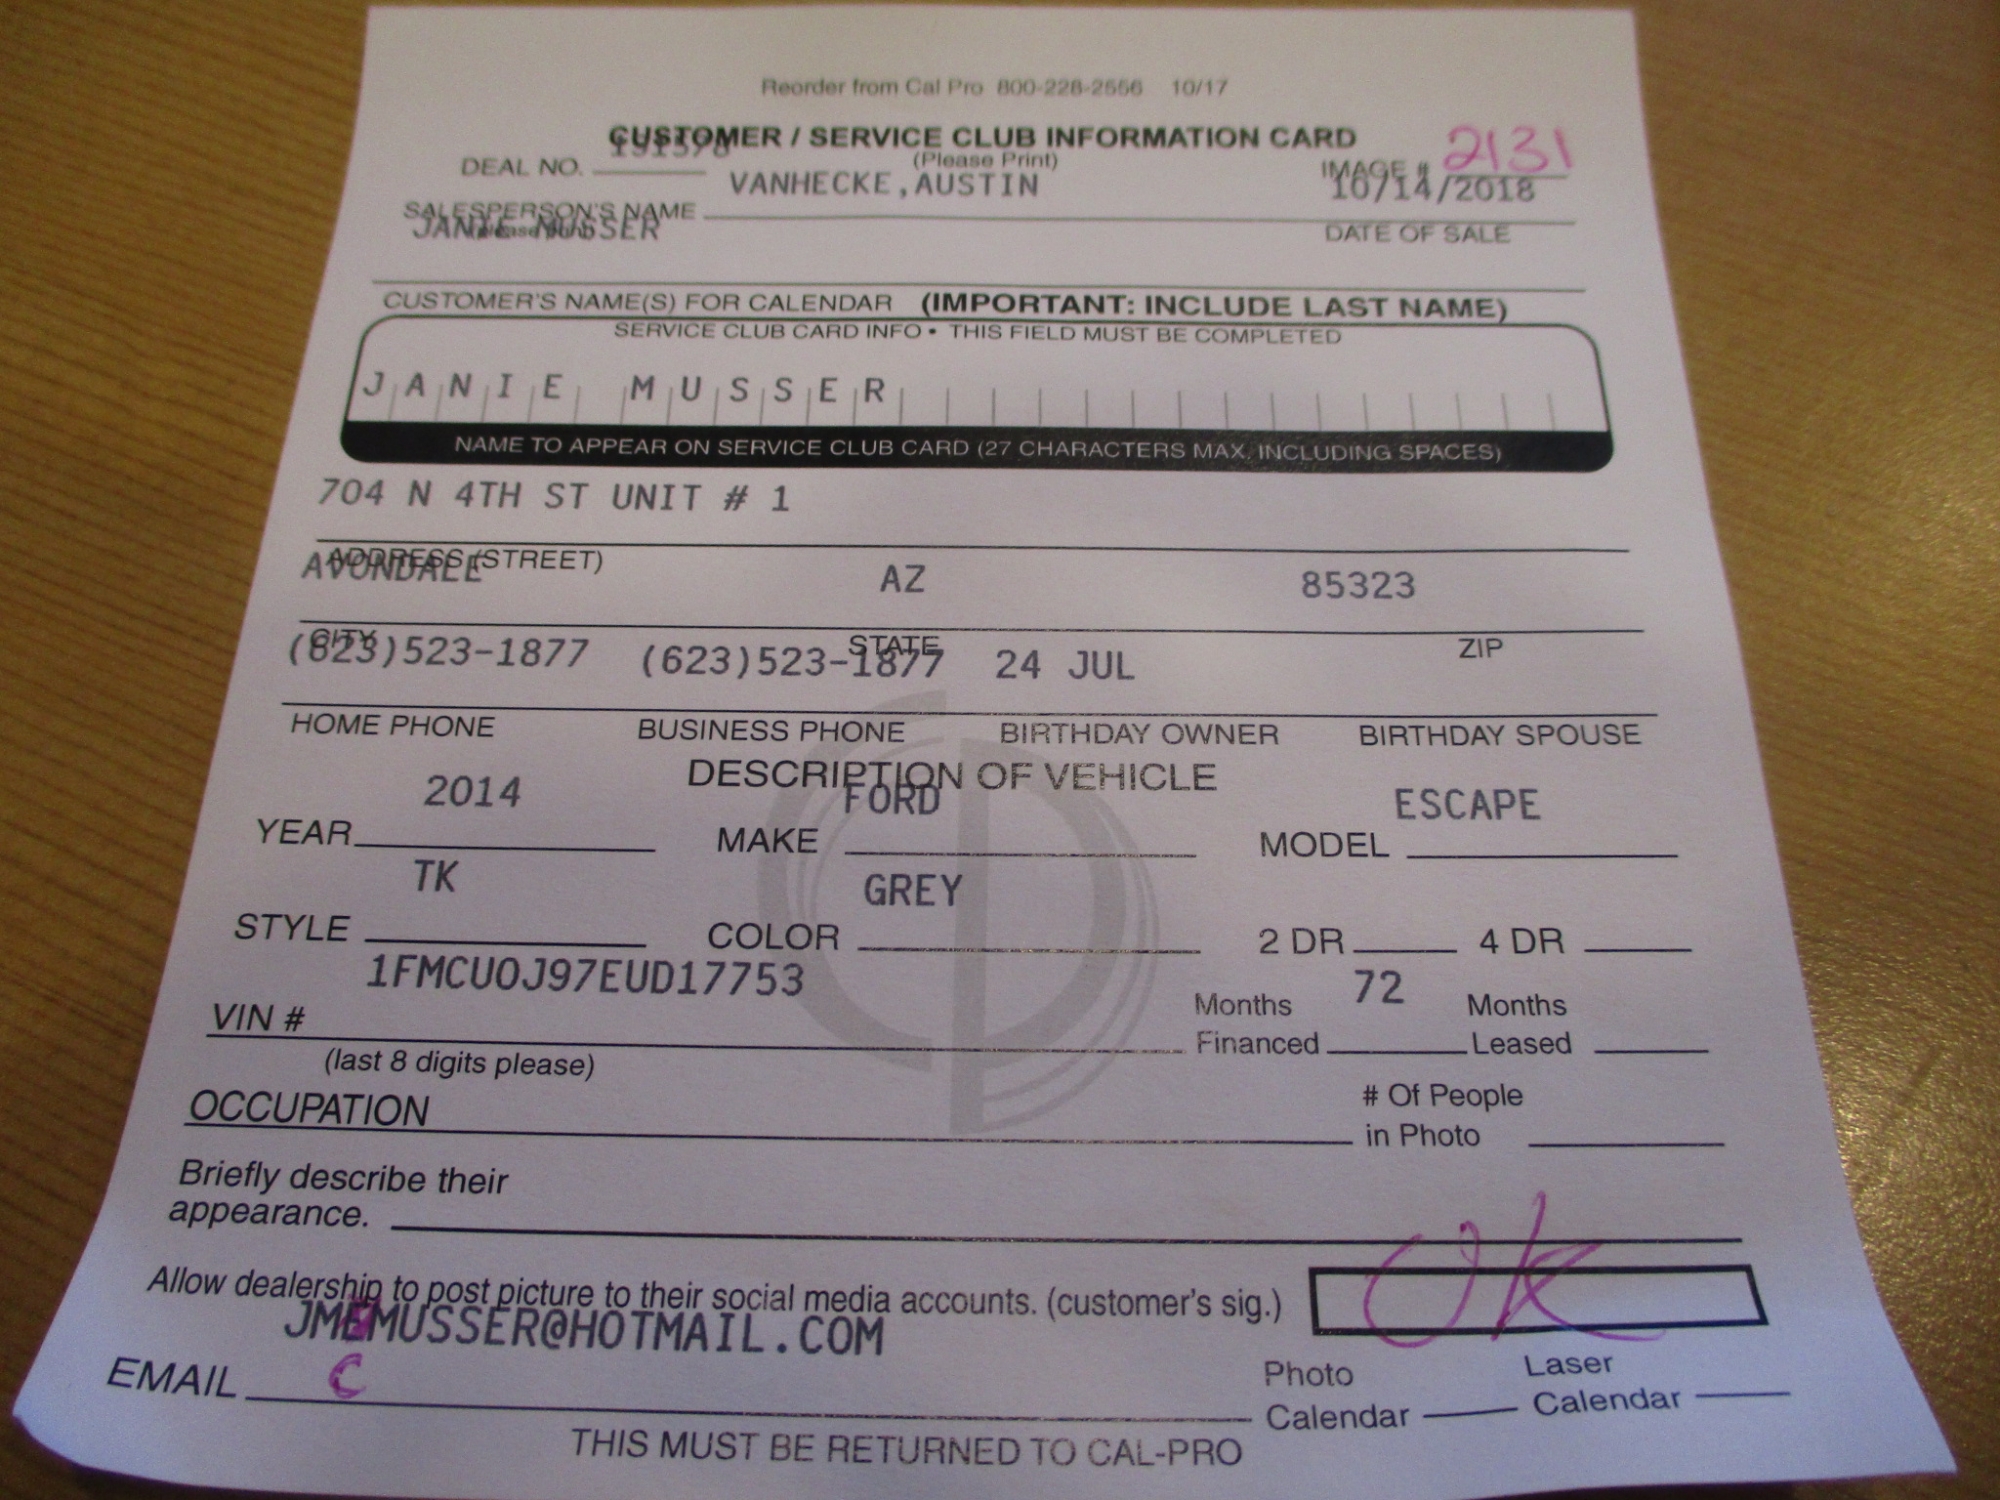 Reorder from Cal Pro 800-228-2556 10/17
CUSTOMER / SERVICE CLUB INFORMATION CARD
DEAL NO. (Please Print) IMAGE # 2131
VANHECKE,AUSTIN 10/14/2018
SALESPERSON'S NAME
JANIE MUSSER DATE OF SALE
CUSTOMER'S NAME(S) FOR CALENDAR (IMPORTANT: INCLUDE LAST NAME)
SERVICE CLUB CARD INFO • THIS FIELD MUST BE COMPLETED
JANIE MUSSER
NAME TO APPEAR ON SERVICE CLUB CARD (27 CHARACTERS MAX, INCLUDING SPACES)
704 N 4TH ST UNIT # 1
ADDRESS (STREET)
AVONDALE AZ 85323
CITY STATE ZIP
(623)523-1877 (623)523-1877 24 JUL
HOME PHONE BUSINESS PHONE BIRTHDAY OWNER BIRTHDAY SPOUSE
DESCRIPTION OF VEHICLE
2014 FORD ESCAPE
YEAR MAKE MODEL
TK GREY
STYLE COLOR 2 DR 4 DR
1FMCU0J97EUD17753 72
VIN # Months Financed Months Leased
(last 8 digits please)
OCCUPATION # Of People in Photo
Briefly describe their
appearance.
Allow dealership to post picture to their social media accounts. (customer's sig.) OK
JMEMUSSER@HOTMAIL.COM
C
EMAIL Photo Calendar Laser Calendar
THIS MUST BE RETURNED TO CAL-PRO